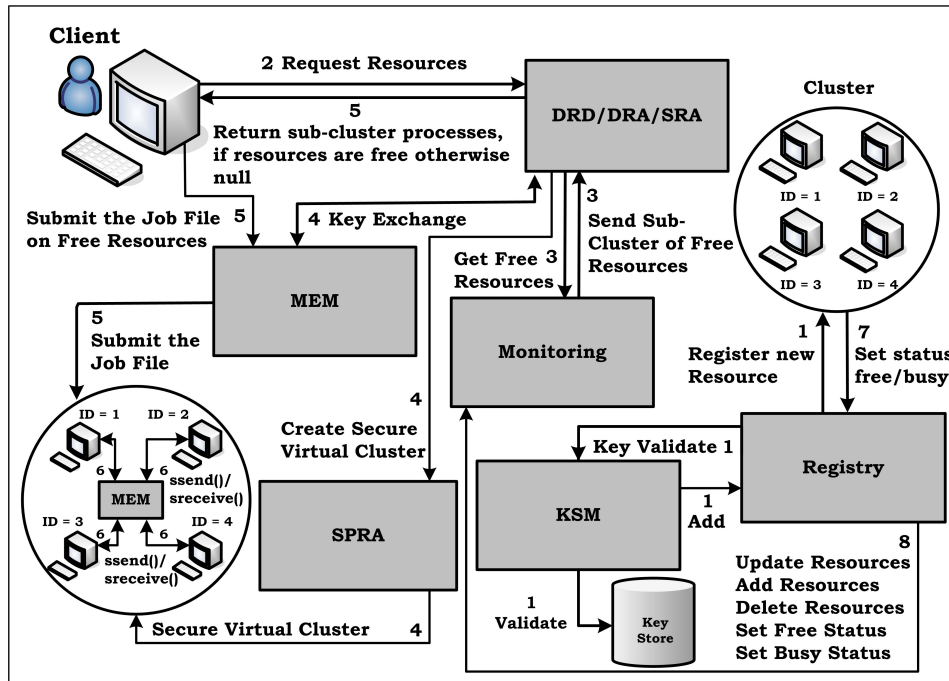 Client
2 Request Resources
5
Return sub-cluster processes,
if resources are free otherwise
null
DRD/DRA/SRA
Cluster
ID = 1
ID = 2
ID = 3
ID = 4
Submit the Job File
on Free Resources
5
4 Key Exchange
3
Send Sub-
Cluster of Free
Resources
Get Free
Resources
3
MEM
Monitoring
5
Submit the
Job File
1
Register new
Resource
7
Set status
free/busy
4
Create Secure
Virtual Cluster
Key Validate 1
Registry
ID = 1
ID = 2
6
6
ssend()/
sreceive()
MEM
ID = 3
ID = 4
6
6
ssend()/
sreceive()
SPRA
KSM
1
Add
8
Update Resources
Add Resources
Delete Resources
Set Free Status
Set Busy Status
1
Validate
Key
Store
Secure Virtual Cluster
4